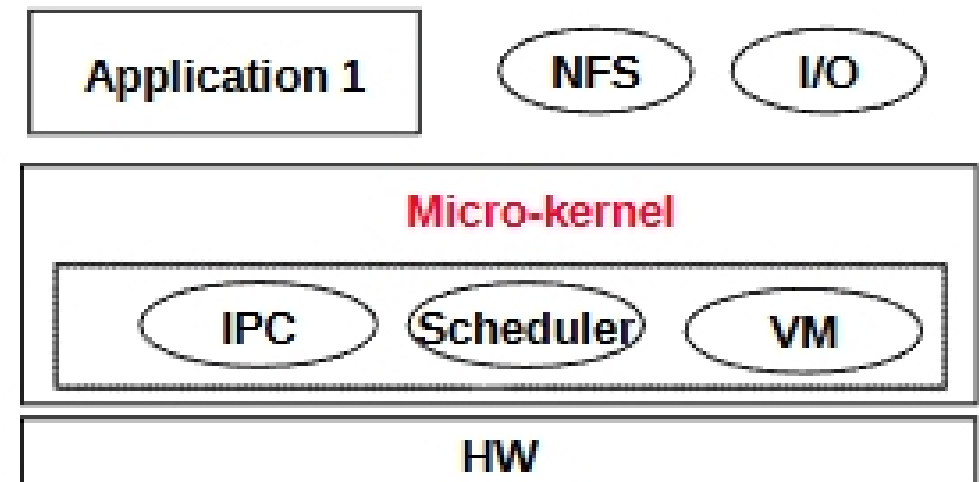 Application 1 NFS I/O
Micro-kernel
IPC Scheduler VM
HW